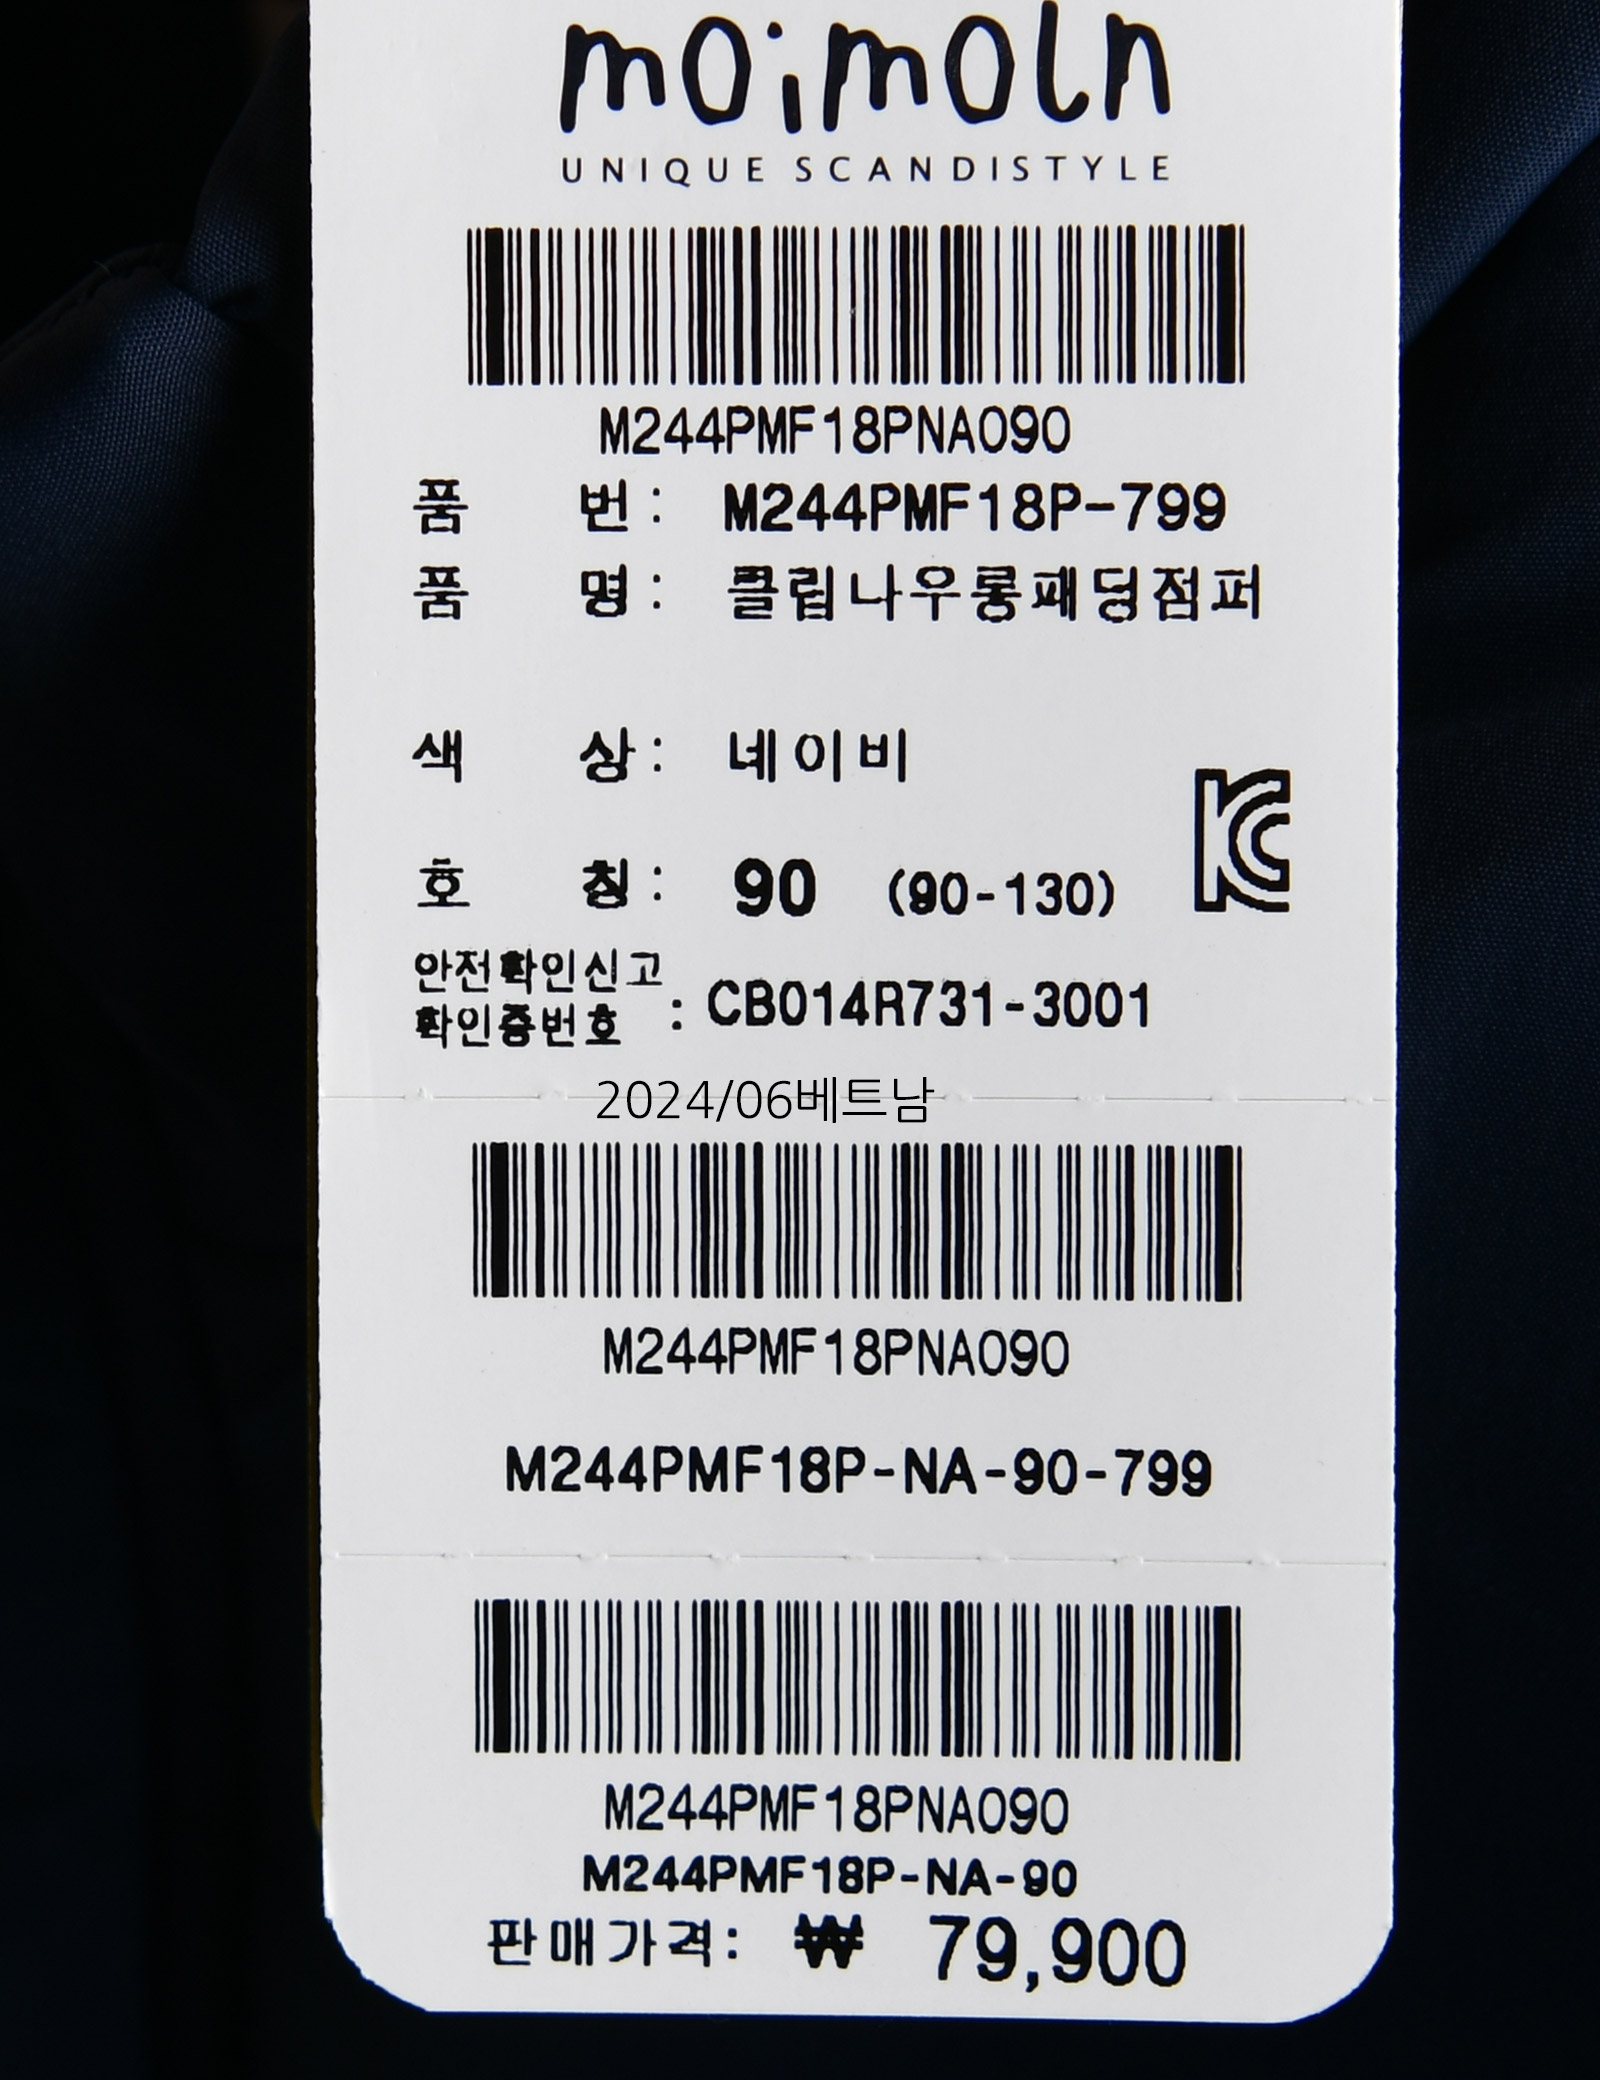 moimoln
UNIQUE SCANDISTYLE
M244PMF18PNA090
품 번 : M244PMF18P-799
품 명 : 클립나우롱패딩점퍼
색 상 : 네이비
호 칭 : 90 (90-130)
안전확인신고
확인증번호 : CB014R731-3001
2024/06베트남
M244PMF18PNA090
M244PMF18P-NA-90-799
M244PMF18PNA090
M244PMF18P-NA-90
판매가격: ₩ 79,900